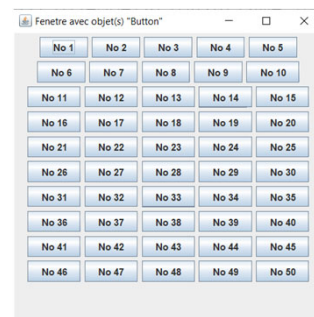 Fenetre avec objet(s) "Button"
No 1 No 2 No 3 No 4 No 5
No 6 No 7 No 8 No 9 No 10
No 11 No 12 No 13 No 14 No 15
No 16 No 17 No 18 No 19 No 20
No 21 No 22 No 23 No 24 No 25
No 26 No 27 No 28 No 29 No 30
No 31 No 32 No 33 No 34 No 35
No 36 No 37 No 38 No 39 No 40
No 41 No 42 No 43 No 44 No 45
No 46 No 47 No 48 No 49 No 50